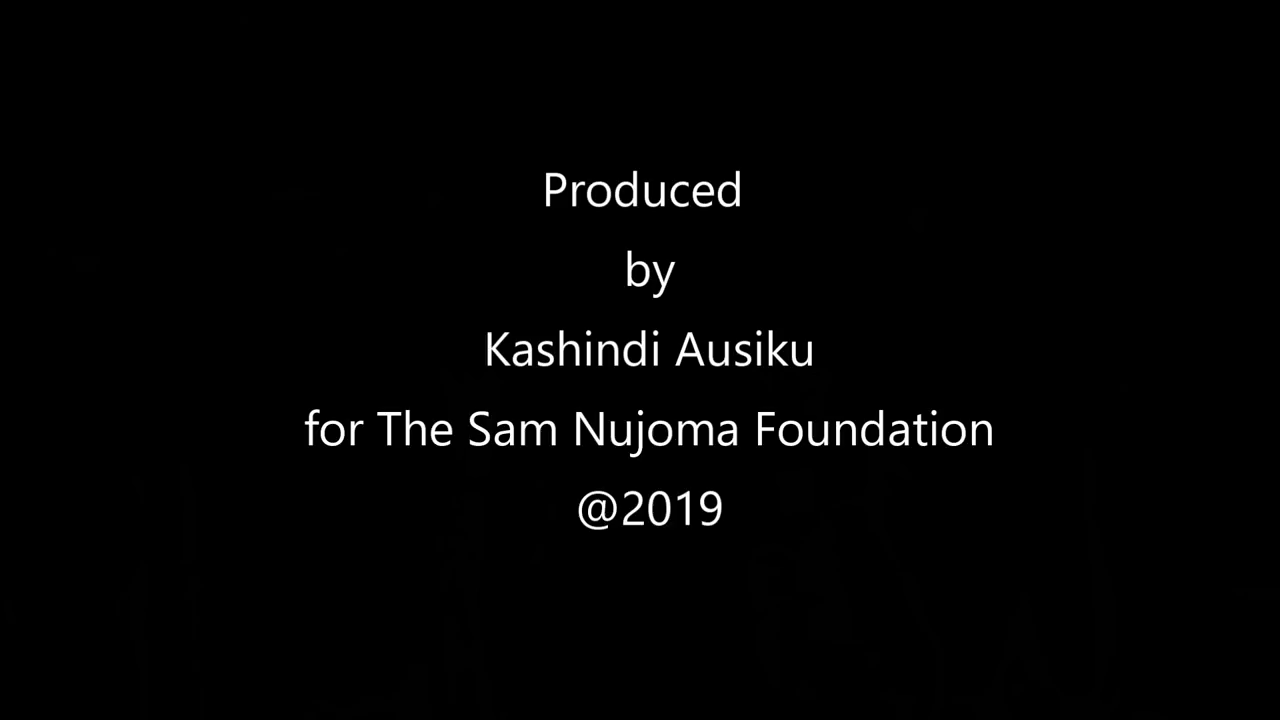 Produced
by
Kashindi Ausiku
for The Sam Nujoma Foundation
@2019